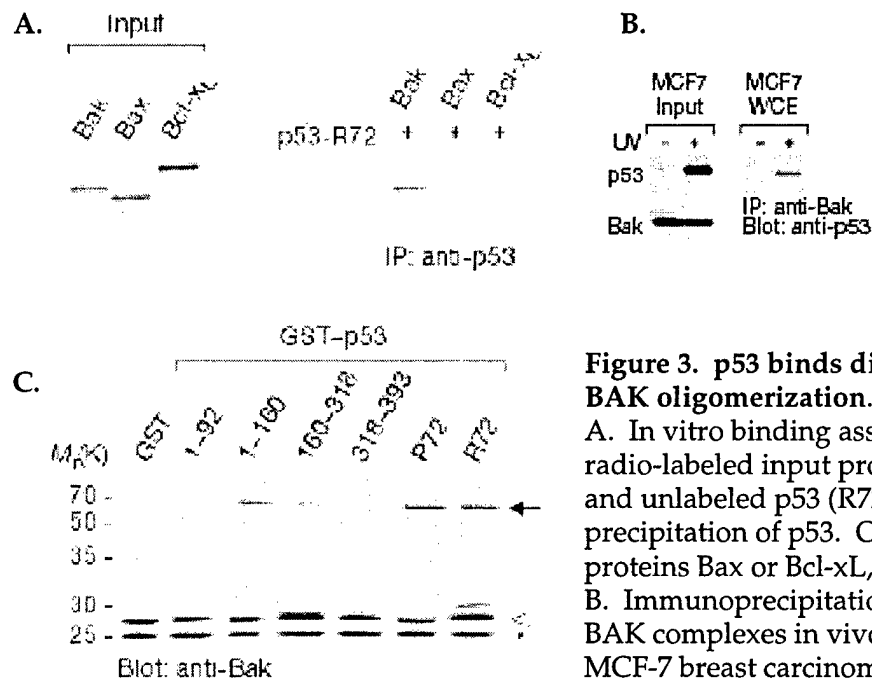 A.
Input
Bak Bax Bcl-xL
Bak Bax Bcl-xL
p53-R72 + + +
IP: anti-p53
B.
MCF7 MCF7
Input WCE
UV - + - +
p53
Bak
IP: anti-Bak
Blot: anti-p53
C.
GST-p53
GST 1-92 1-160 160-318 318-393 P72 R72
Mr(K)
70 -
50 -
35 -
30 -
25 -
Blot: anti-Bak
Figure 3. p53 binds di
BAK oligomerization.
A. In vitro binding ass
radio-labeled input pro
and unlabeled p53 (R72
precipitation of p53. O
proteins Bax or Bcl-xL,
B. Immunoprecipitatio
BAK complexes in vivo
MCF-7 breast carcinom